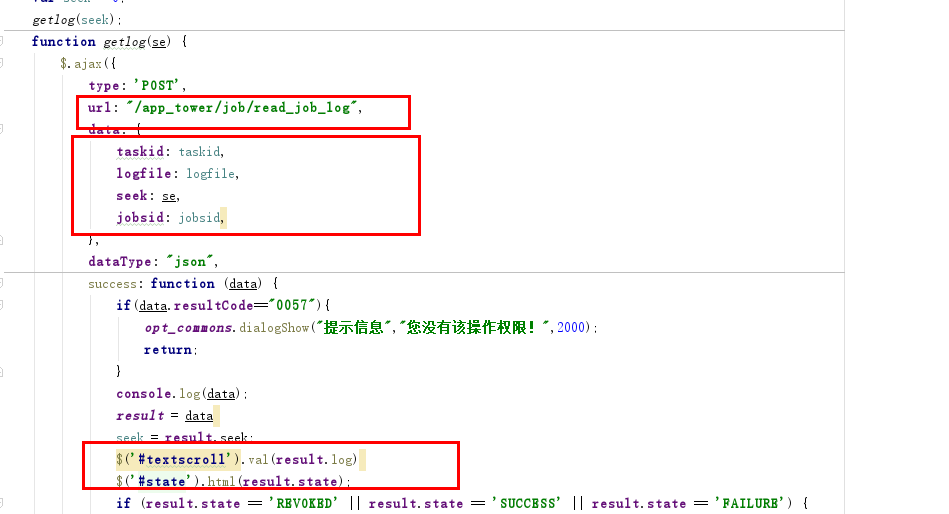 getlog(seek);
function getlog(se) {
$.ajax({
type: 'POST',
url: "/app_tower/job/read_job_log",
data: {
taskid: taskid,
logfile: logfile,
seek: se,
jobsid: jobsid,
},
dataType: "json",
success: function (data) {
if(data.resultCode=="0057"){
opt_commons.dialogShow("提示信息","您没有该操作权限！",2000);
return;
}
console.log(data);
result = data
seek = result.seek;
$('#textscroll').val(result.log)
$('#state').html(result.state);
if (result.state == 'REVOKED' || result.state == 'SUCCESS' || result.state == 'FAILURE') {